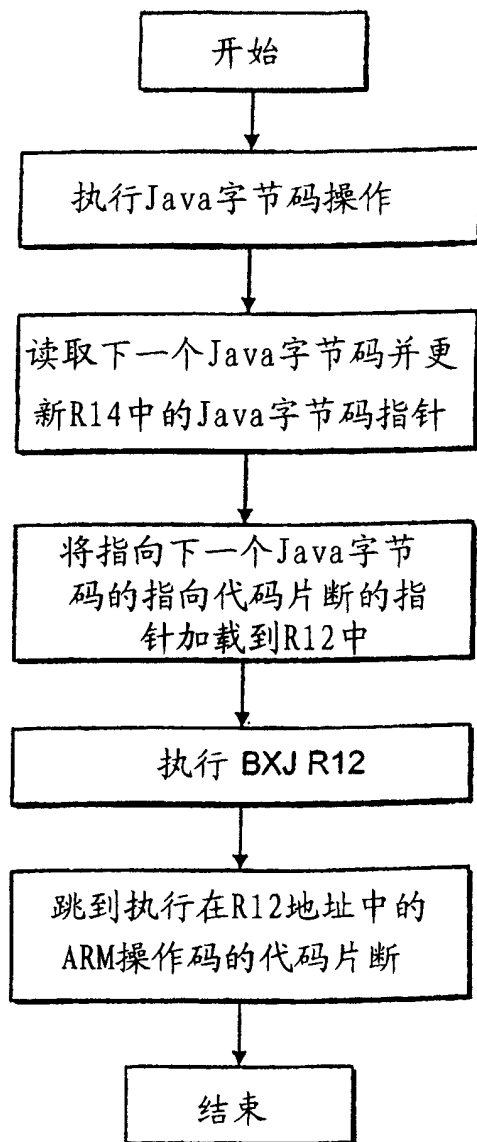 开始
执行Java字节码操作
读取下一个Java字节码并更
新R14中的Java字节码指针
将指向下一个Java字节
码的指向代码片断的指
针加载到R12中
执行 BXJ R12
跳到执行在R12地址中的
ARM操作码的代码片断
结束